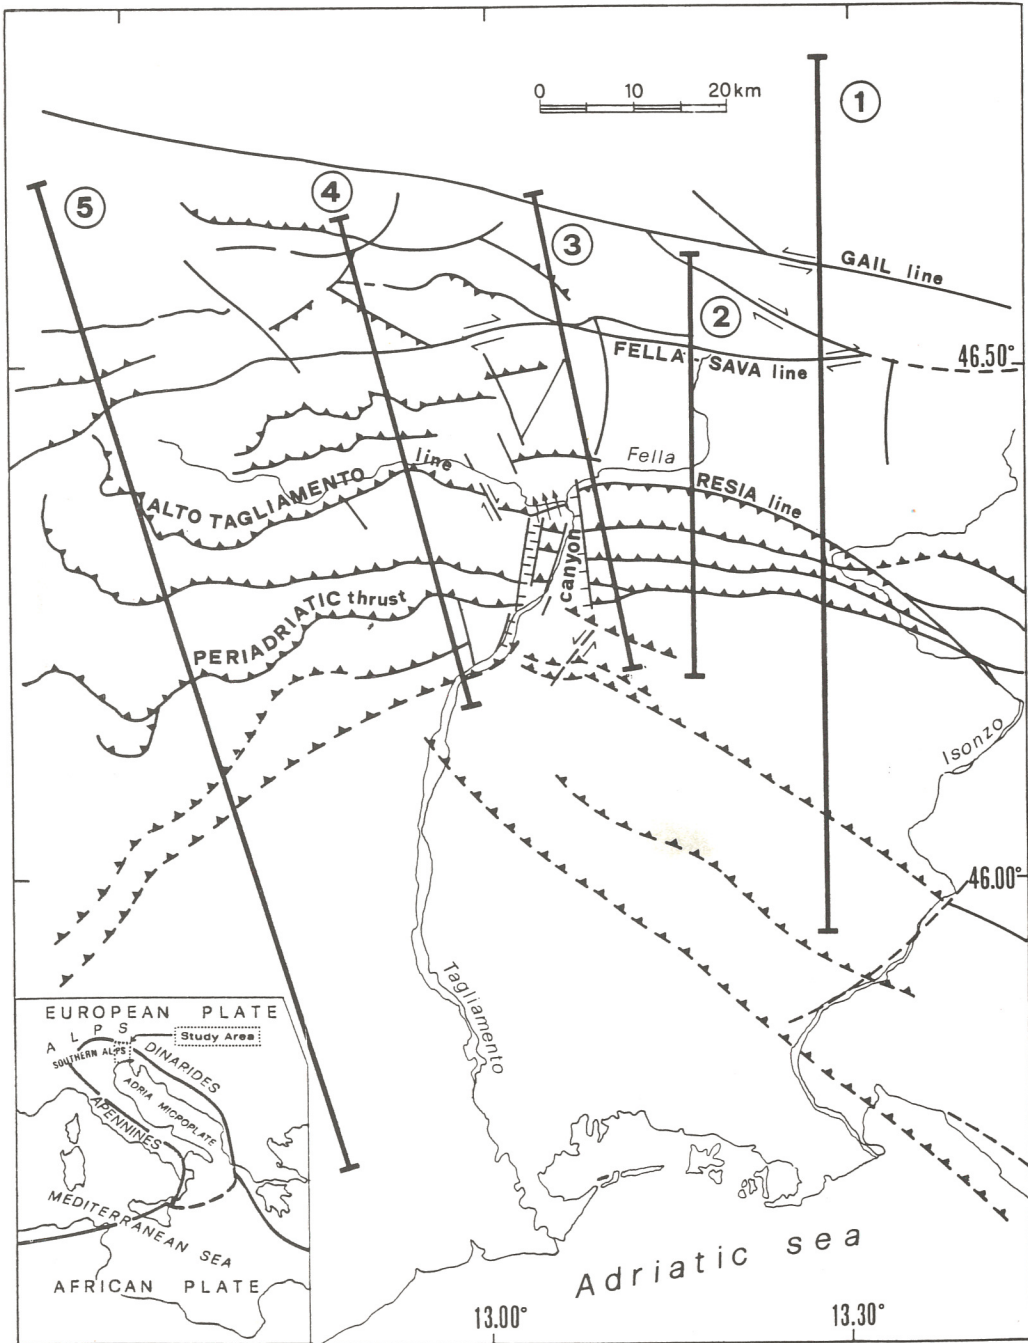 0 10 20 km
1
5
4
3
2
GAIL line
FELLA - SAVA line
46.50°
Fella
line
ALTO TAGLIAMENTO
RESIA line
canyon
PERIADRIATIC thrust
Isonzo
46.00°
Tagliamento
EUROPEAN PLATE
ALPS
Study Area
SOUTHERN ALPS
DINARIDES
ADRIA MICROPLATE
APENNINES
MEDITERRANEAN SEA
AFRICAN PLATE
Adriatic sea
13.00°
13.30°